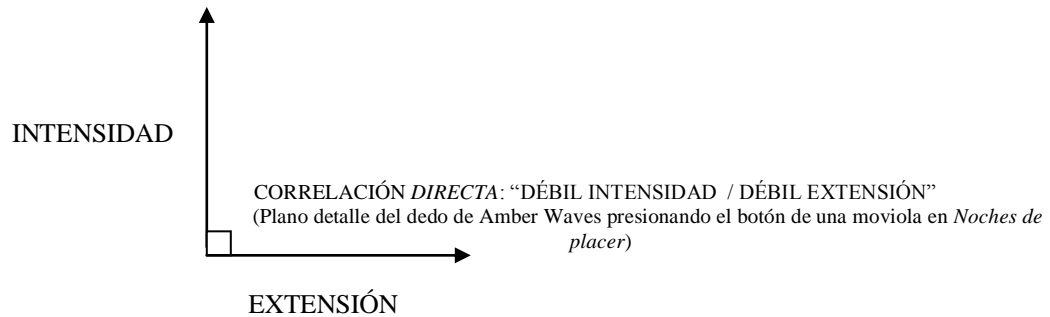 INTENSIDAD
CORRELACIÓN DIRECTA: “DÉBIL INTENSIDAD / DÉBIL EXTENSIÓN”
(Plano detalle del dedo de Amber Waves presionando el botón de una moviola en Noches de
placer)
EXTENSIÓN